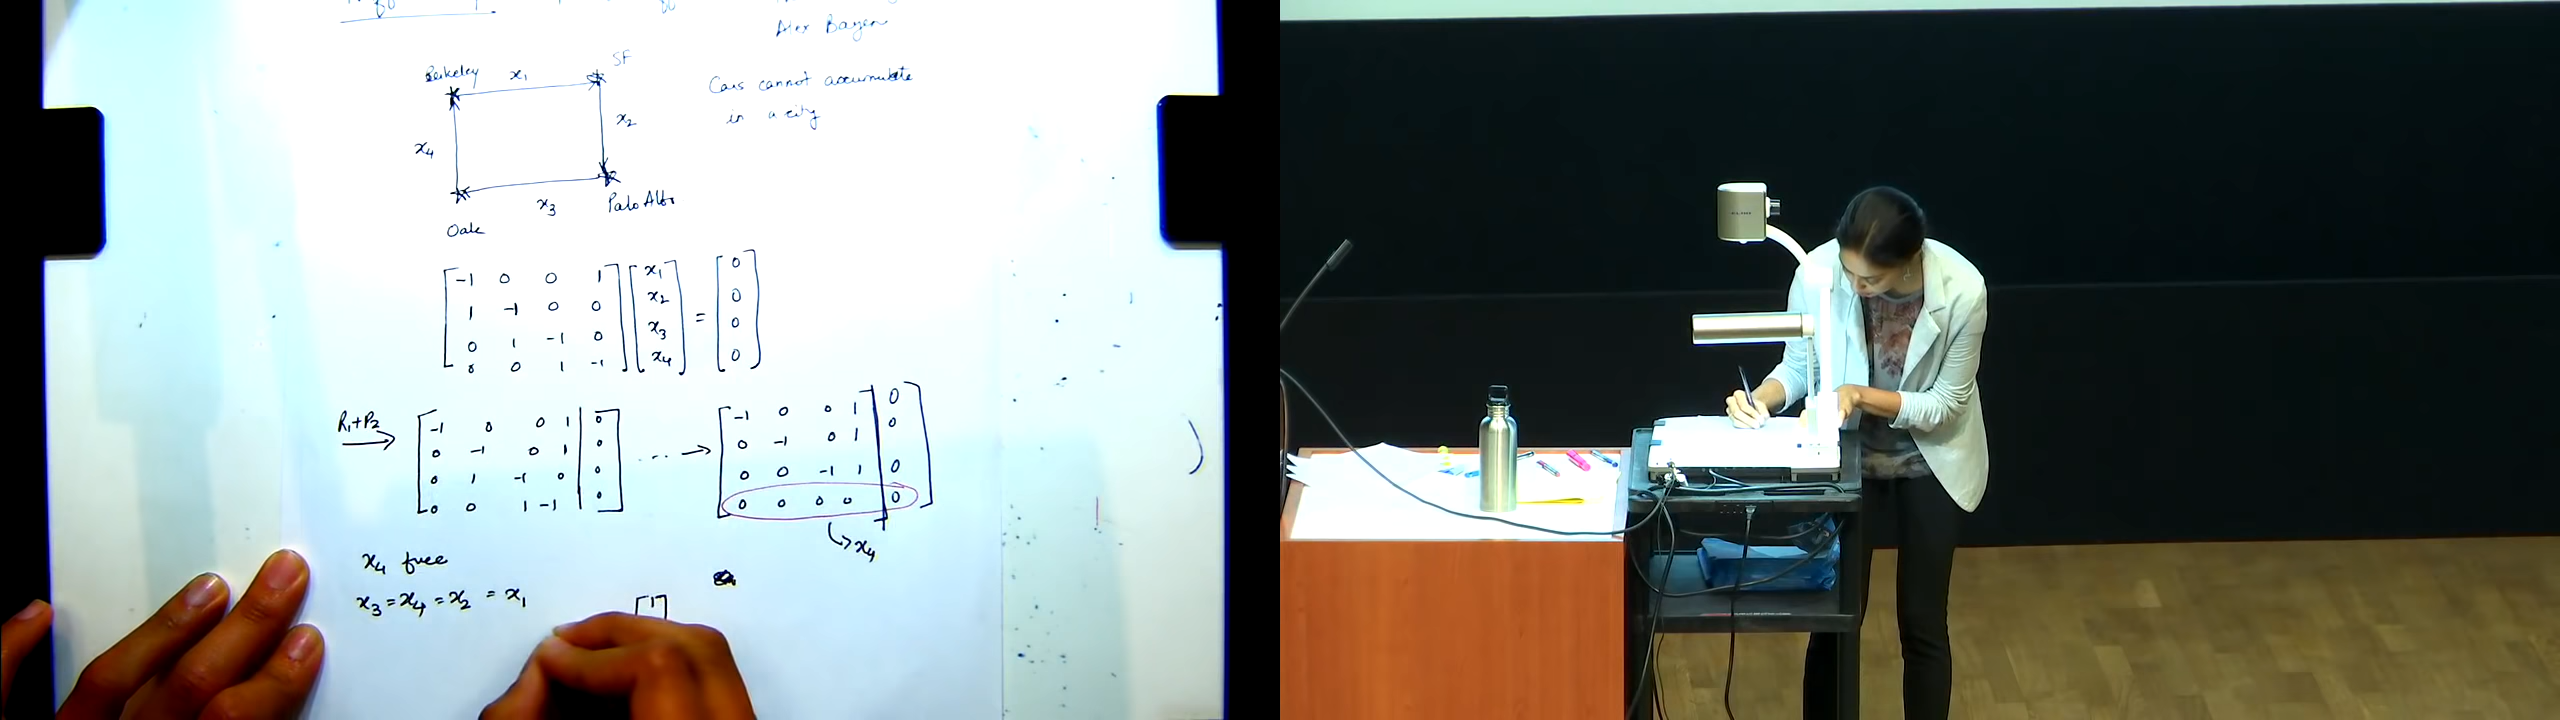 Alex Bayen
SF
Berkeley x₁
Cars cannot accumulate
in a city
x₂
x₄
x₃ Palo Alto
Oak
[-1 0 0 1] [x₁] [0]
[1 -1 0 0] [x₂] [0]
[0 1 -1 0] [x₃] = [0]
[0 0 1 -1] [x₄] [0]
R₁+R₂ →
[-1 0 0 1 | 0]
[0 -1 0 1 | 0]
[0 1 -1 0 | 0]
[0 0 1 -1 | 0]
... →
[-1 0 0 1 | 0]
[0 -1 0 1 | 0]
[0 0 -1 1 | 0]
[0 0 0 0 | 0]
↳ x₄
x₄ free
x₃ = x₄ = x₂ = x₁
[1]